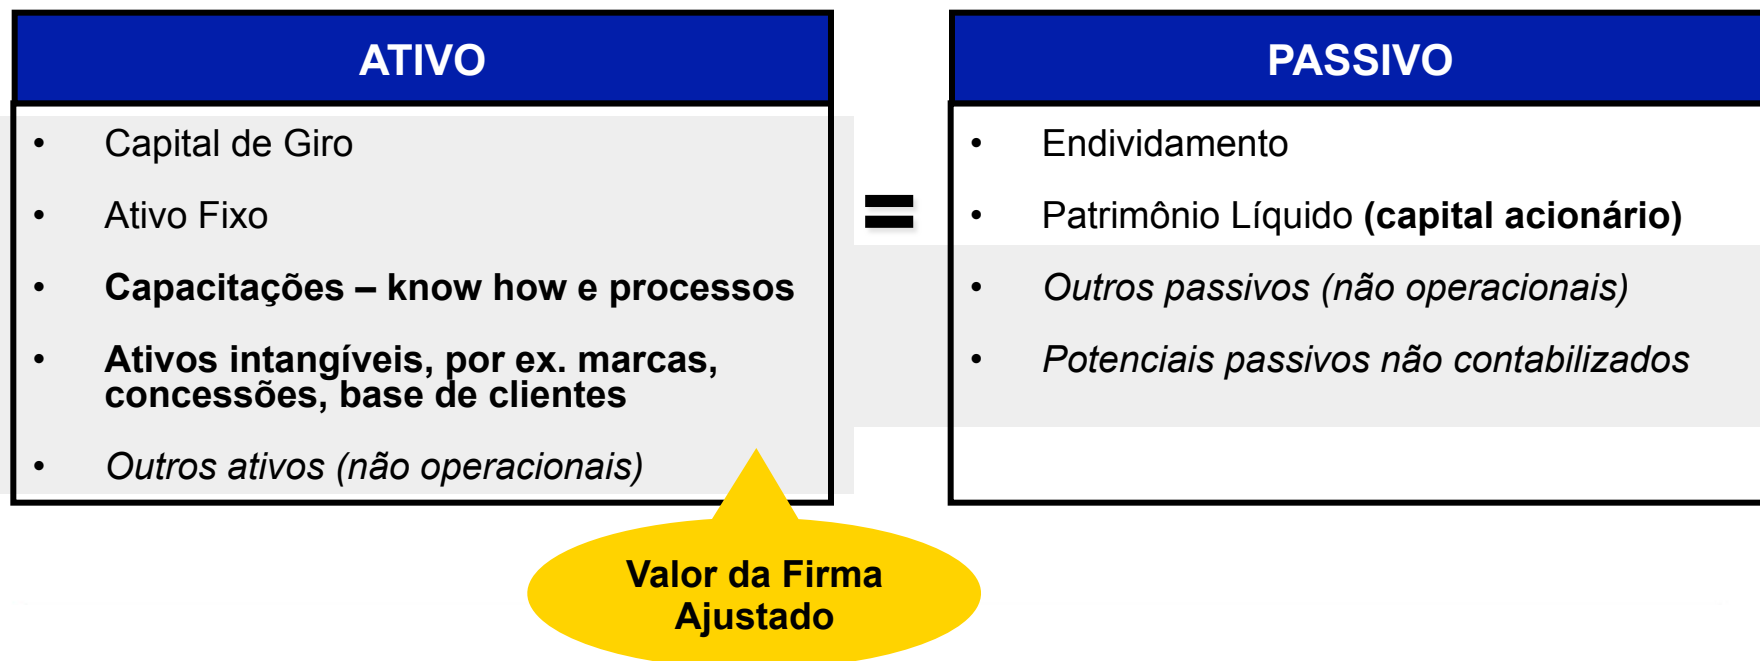 ATIVO
• Capital de Giro
• Ativo Fixo
• Capacitações – know how e processos
• Ativos intangíveis, por ex. marcas,
concessões, base de clientes
• Outros ativos (não operacionais)
=
PASSIVO
• Endividamento
• Patrimônio Líquido (capital acionário)
• Outros passivos (não operacionais)
• Potenciais passivos não contabilizados
Valor da Firma
Ajustado